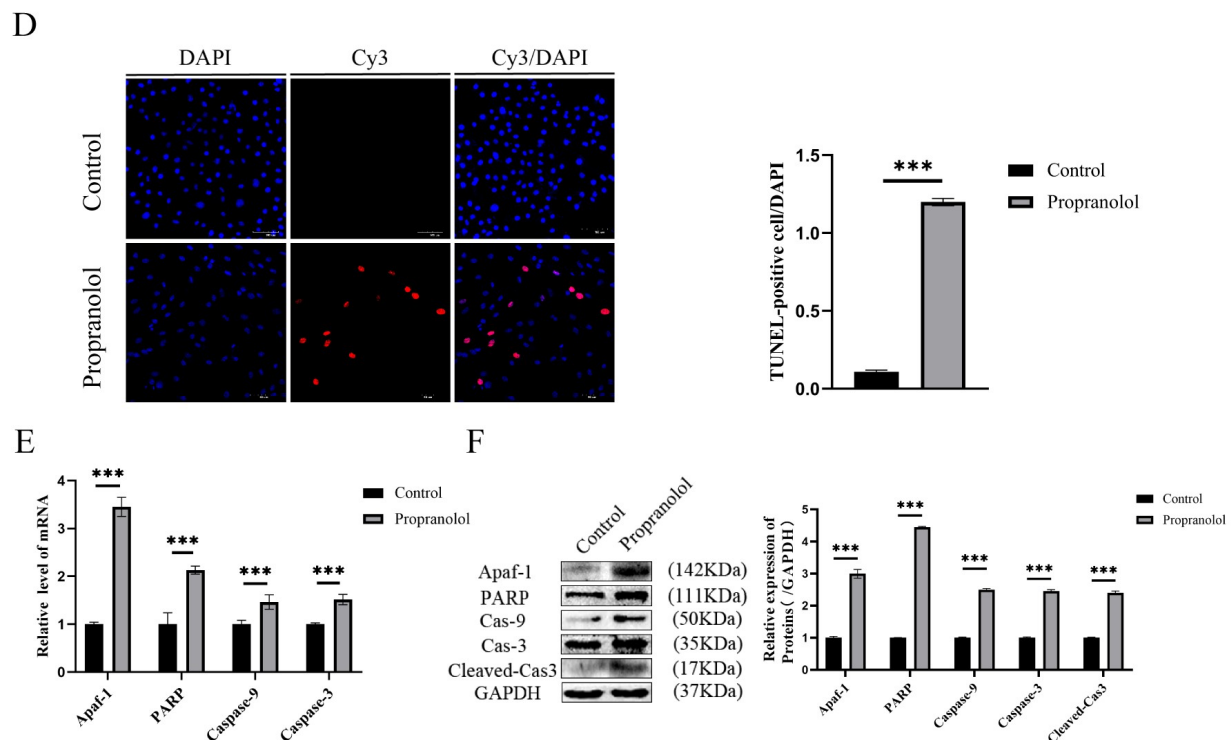 D
DAPI Cy3 Cy3/DAPI
Control
Propranolol
TUNEL-positive cell/DAPI
1.5
1.0
0.5
0.0
***
Control
Propranolol
E
Relative level of mRNA
4
3
2
1
0
*** *** *** ***
Control
Propranolol
Apaf-1 PARP Caspase-9 Caspase-3
F
Control Propranolol
Apaf-1 (142KDa)
PARP (111KDa)
Cas-9 (50KDa)
Cas-3 (35KDa)
Cleaved-Cas3 (17KDa)
GAPDH (37KDa)
Relative expression of
Proteins( /GAPDH)
5
4
3
2
1
0
*** *** *** *** ***
Control
Propranolol
Apaf-1 PARP Caspase-9 Caspase-3 Cleaved-Cas3